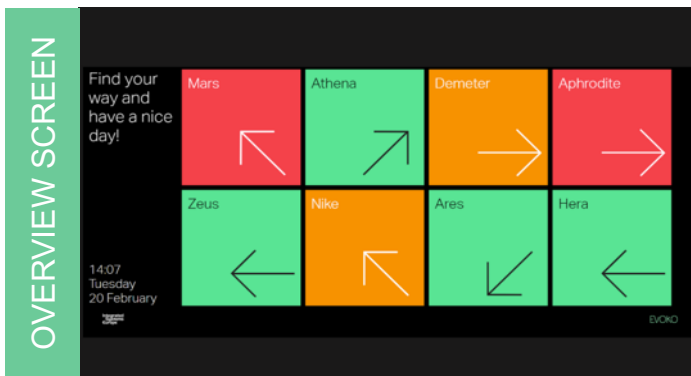 OVERVIEW SCREEN
Find your
way and
have a nice
day!
Mars
Athena
Demeter
Aphrodite
Zeus
Nike
Ares
Hera
14:07
Tuesday
20 February
EVOKO